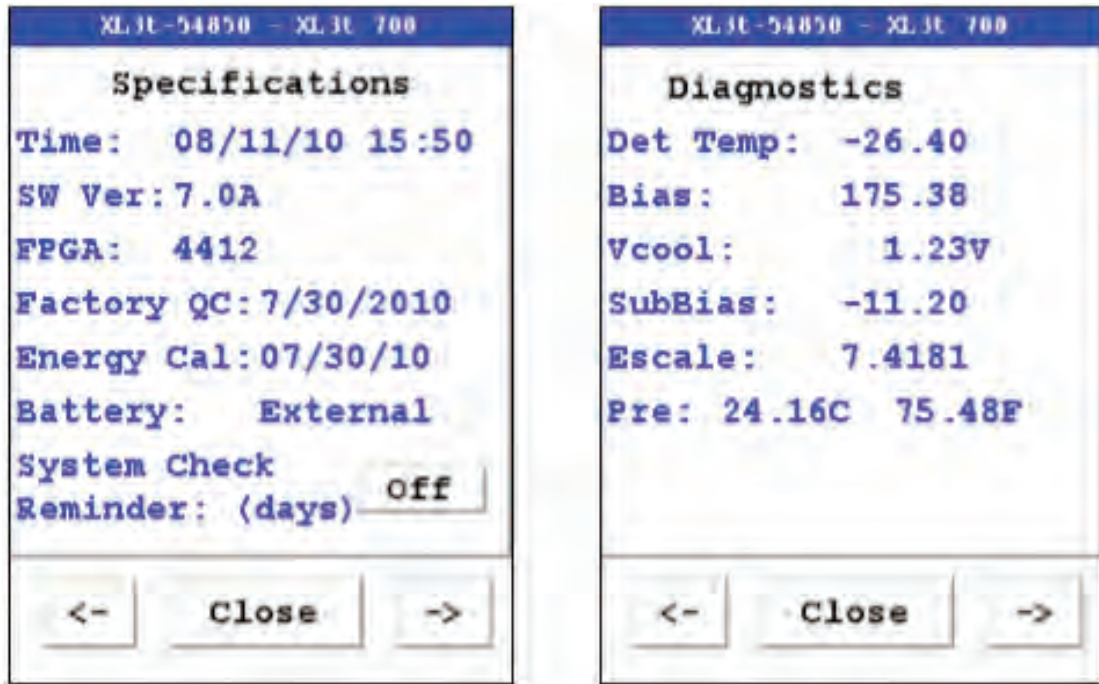 XL3t-54850 - XL3t 700
Specifications
Time: 08/11/10 15:50
SW Ver: 7.0A
FPGA: 4412
Factory QC: 7/30/2010
Energy Cal: 07/30/10
Battery: External
System Check
Reminder: (days) Off
<- Close ->
XL3t-54850 - XL3t 700
Diagnostics
Det Temp: -26.40
Bias: 175.38
Vcool: 1.23V
SubBias: -11.20
Escale: 7.4181
Pre: 24.16C 75.48F
<- Close ->